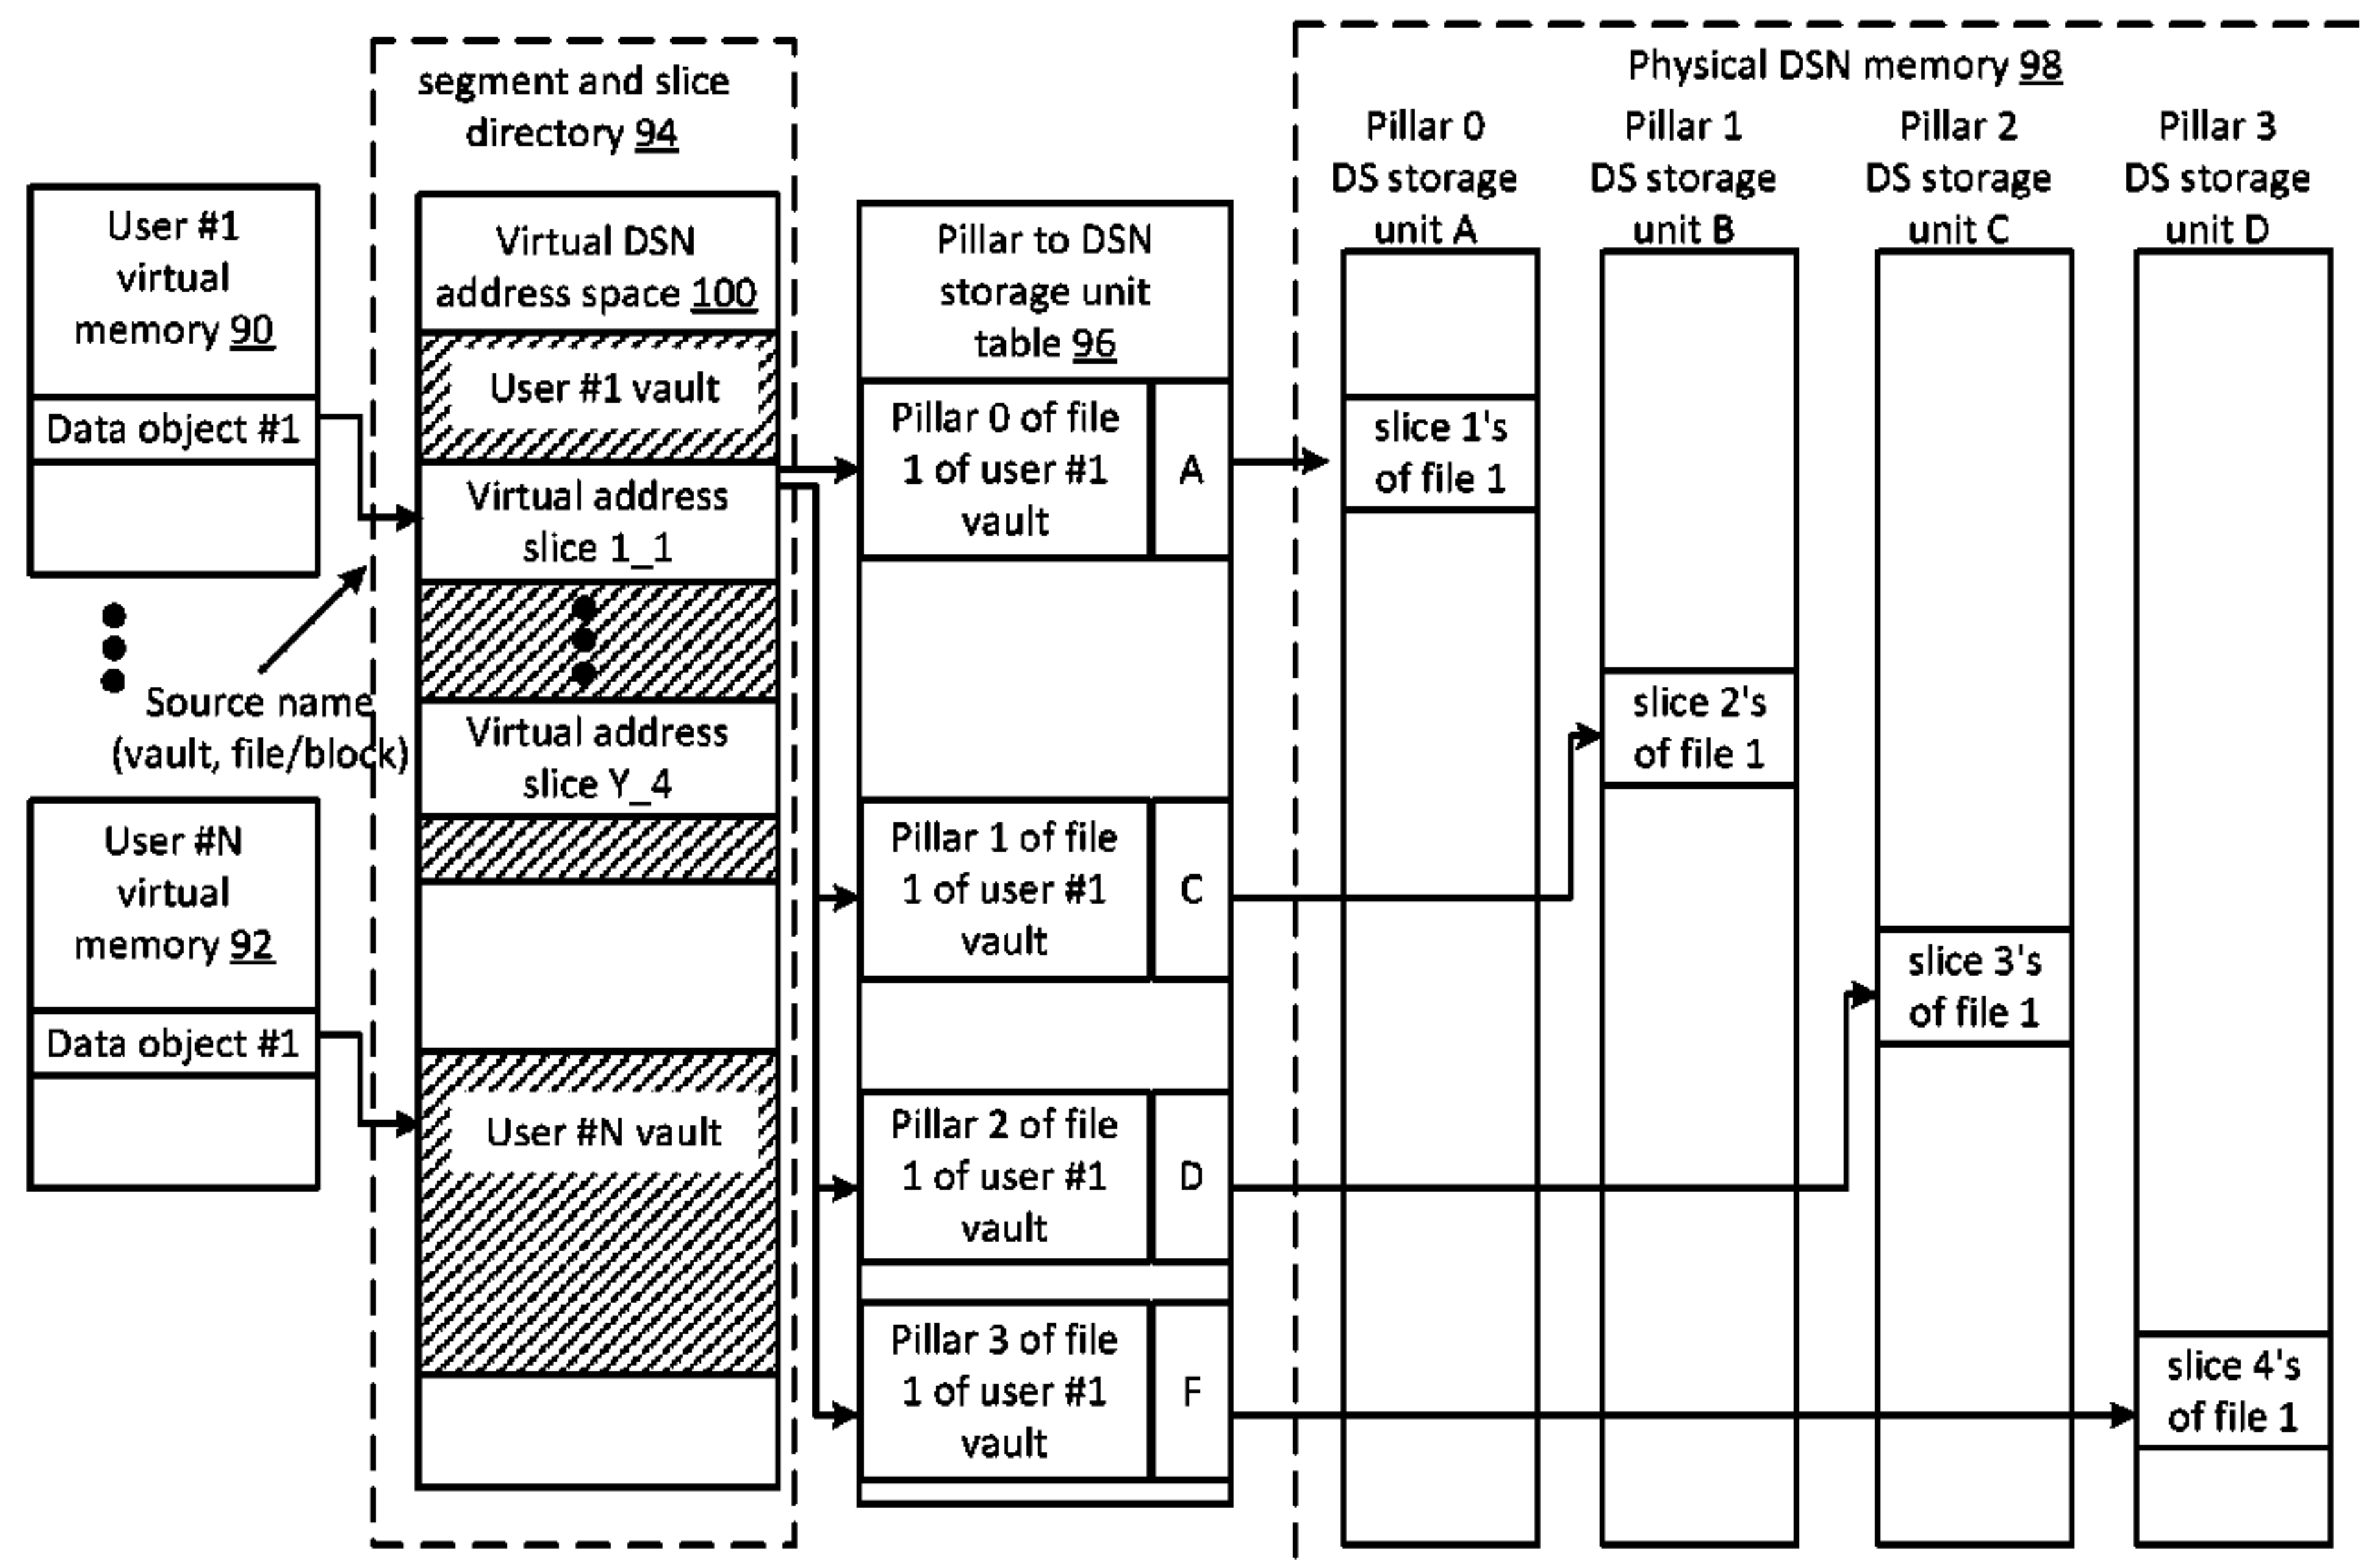 User #1
virtual
memory 90
Data object #1
Source name
(vault, file/block)
User #N
virtual
memory 92
Data object #1
segment and slice
directory 94
Virtual DSN
address space 100
User #1 vault
Virtual address
slice 1_1
Virtual address
slice Y_4
User #N vault
Pillar to DSN
storage unit
table 96
Pillar 0 of file
1 of user #1
vault
A
Pillar 1 of file
1 of user #1
vault
C
Pillar 2 of file
1 of user #1
vault
D
Pillar 3 of file
1 of user #1
vault
F
Physical DSN memory 98
Pillar 0
DS storage
unit A
slice 1's
of file 1
Pillar 1
DS storage
unit B
slice 2's
of file 1
Pillar 2
DS storage
unit C
slice 3's
of file 1
Pillar 3
DS storage
unit D
slice 4's
of file 1